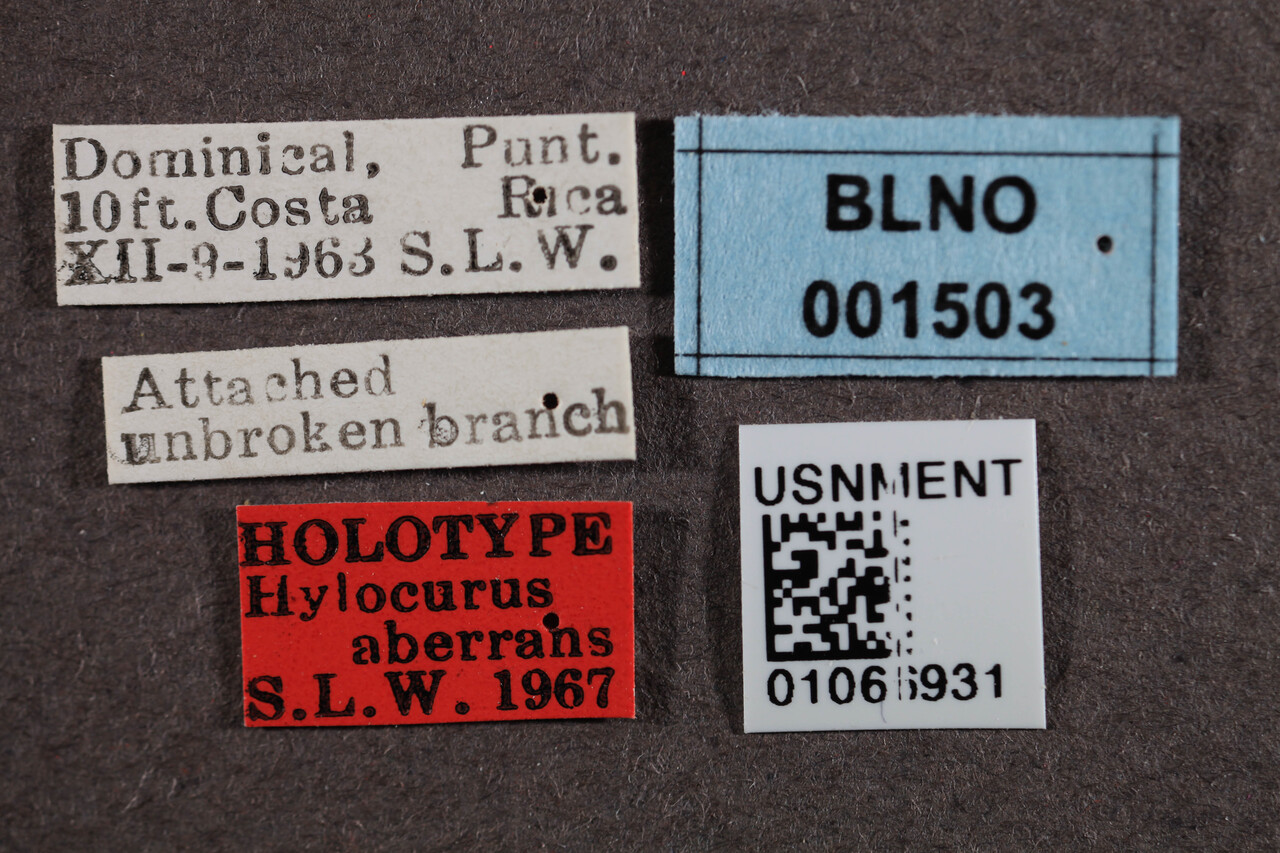 Dominical, Punt.
10ft. Costa Rica
XII-9-1963 S.L.W.
Attached
unbroken branch
HOLOTYPE
Hylocurus
aberrans
S.L.W. 1967
BLNO
001503
USNMENT
01066931